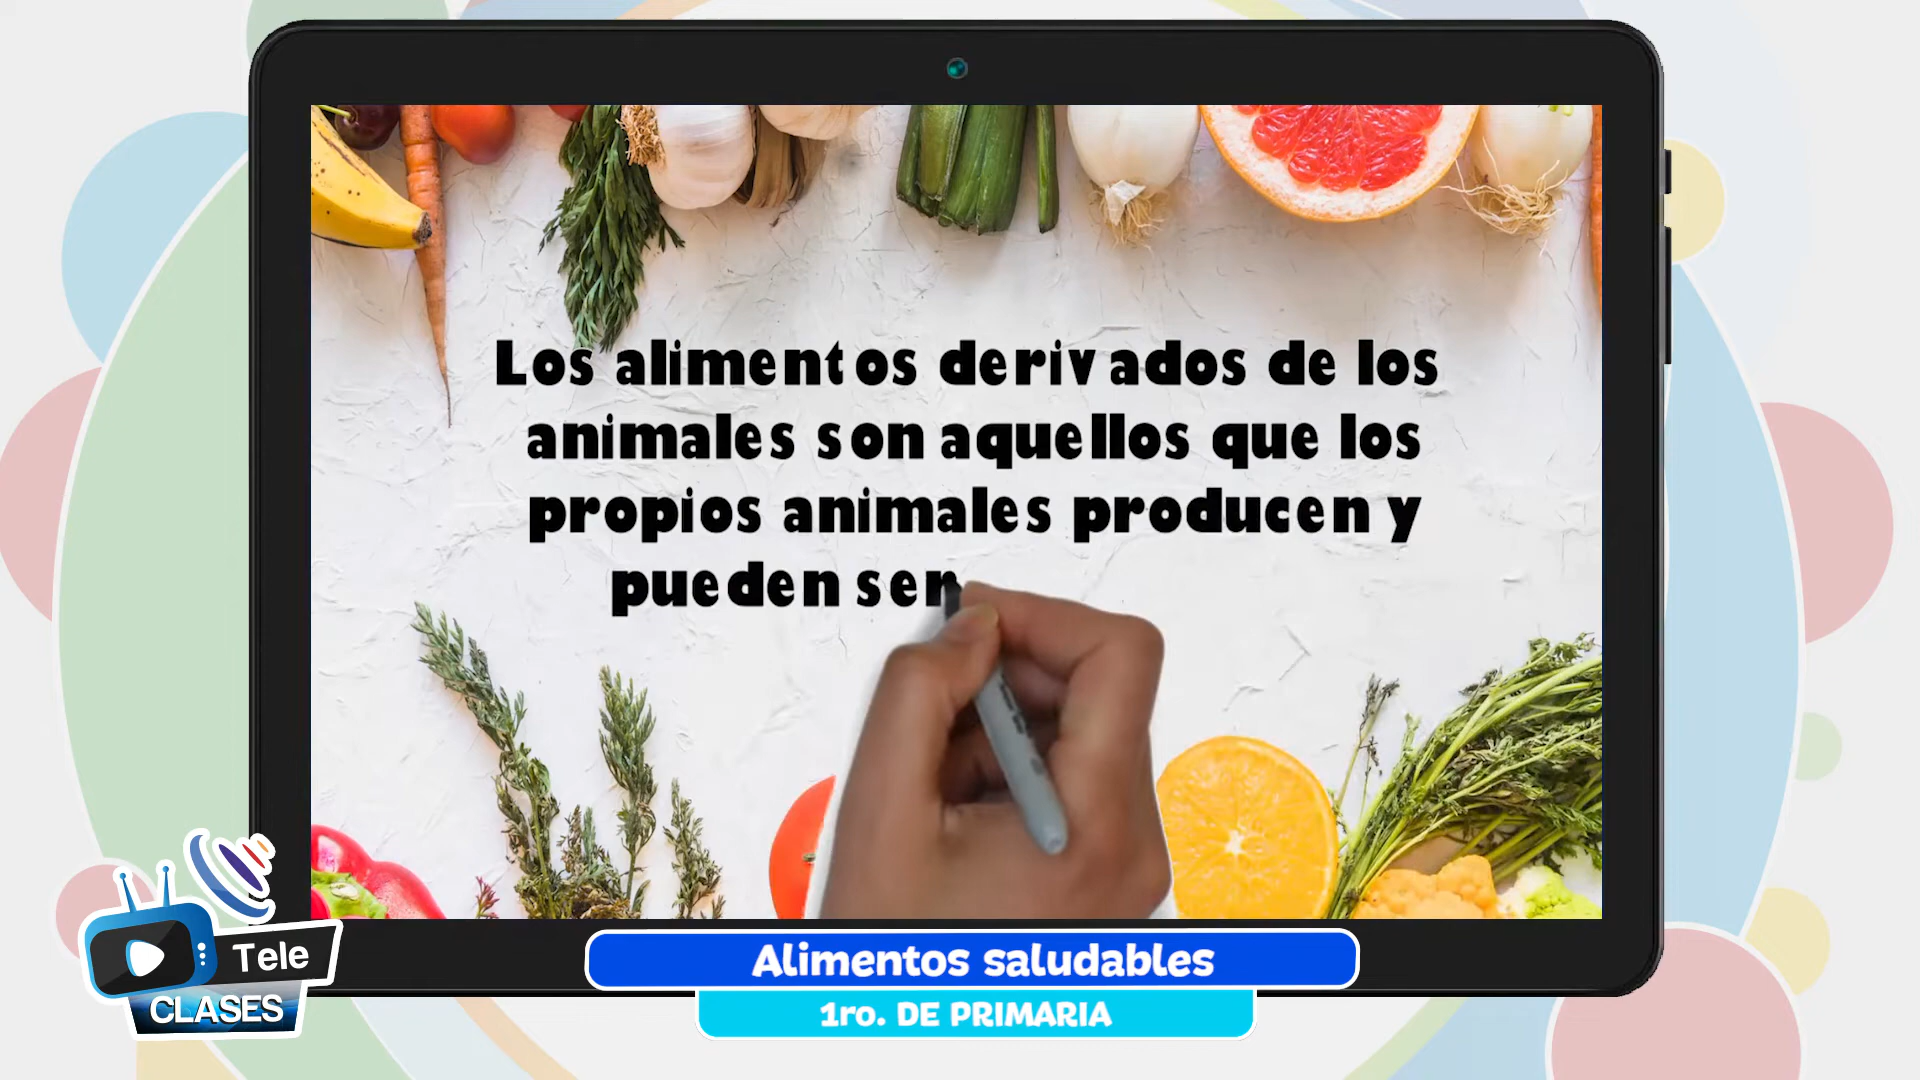 Los alimentos derivados de los
animales son aquellos que los
propios animales producen y
pueden ser
Tele
CLASES
Alimentos saludables
1ro. DE PRIMARIA